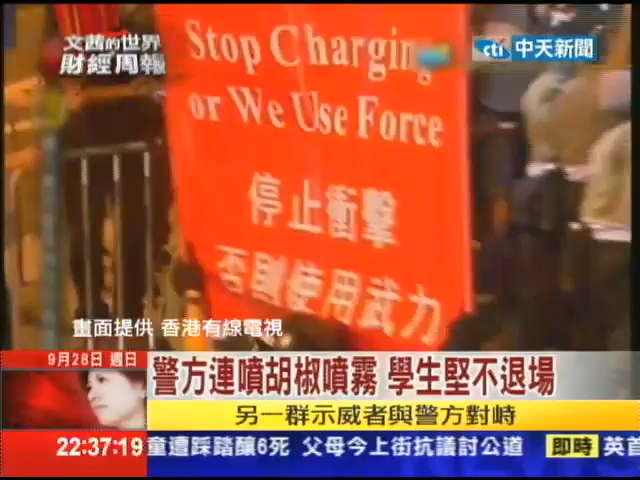 文茜的世界
財經周報
cti 中天新聞
Stop Charging
or We Use Force
停止衝擊
否則使用武力
畫面提供 香港有線電視
9月28日 週日
警方連噴胡椒噴霧 學生堅不退場
另一群示威者與警方對峙
22:37:19 童遭踩踏釀6死 父母今上街抗議討公道 即時 英首